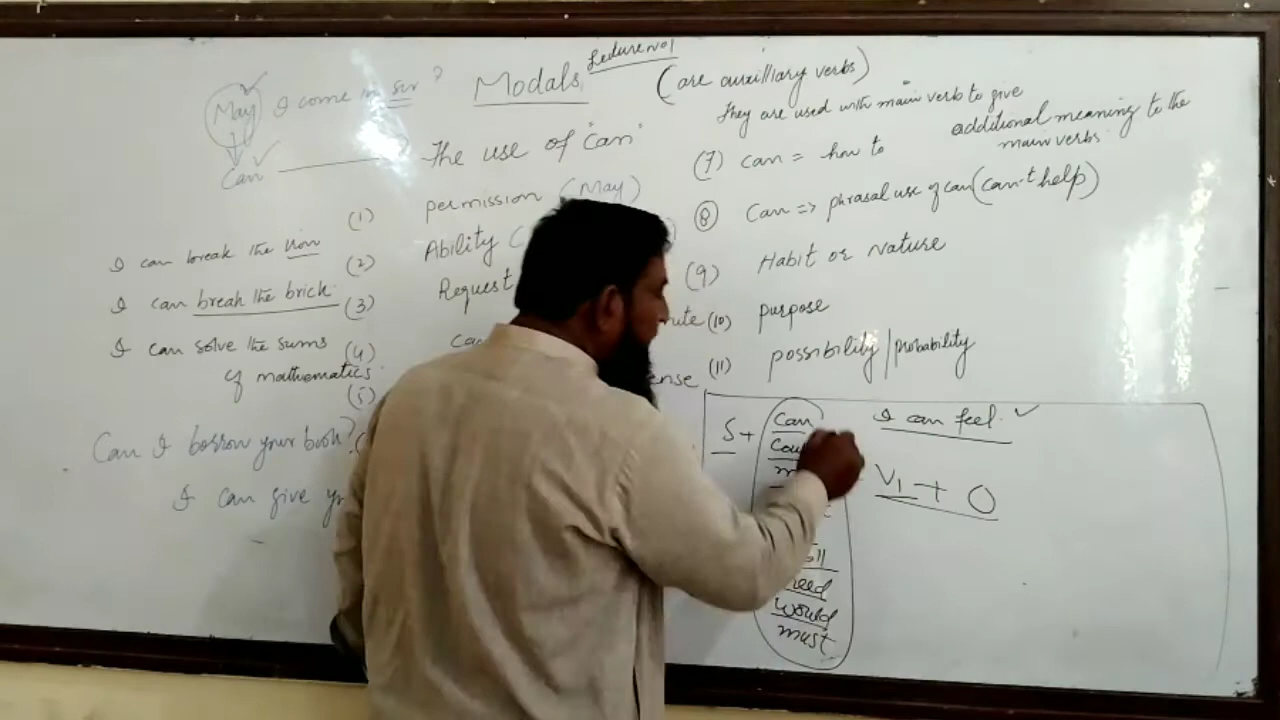 Lecture no1
Modals (are auxilliary verbs)
They are used with main verb to give
additional meaning to the
main verbs.
May I come in sir?
Can
The use of "can"
(1) permission (May)
(2) Ability (
(3) Request
(4)
(5)
I can break the
I can break the brick.
I can solve the sums
of mathematics.
Can I borrow your book?
I can give
(7) can = how to
(8) Can => phrasal use of can (can't help)
(9) Habit or Nature
(10) purpose
(11) possibility / probability
S +
Can
need
would
must
I can feel.
V1 + O